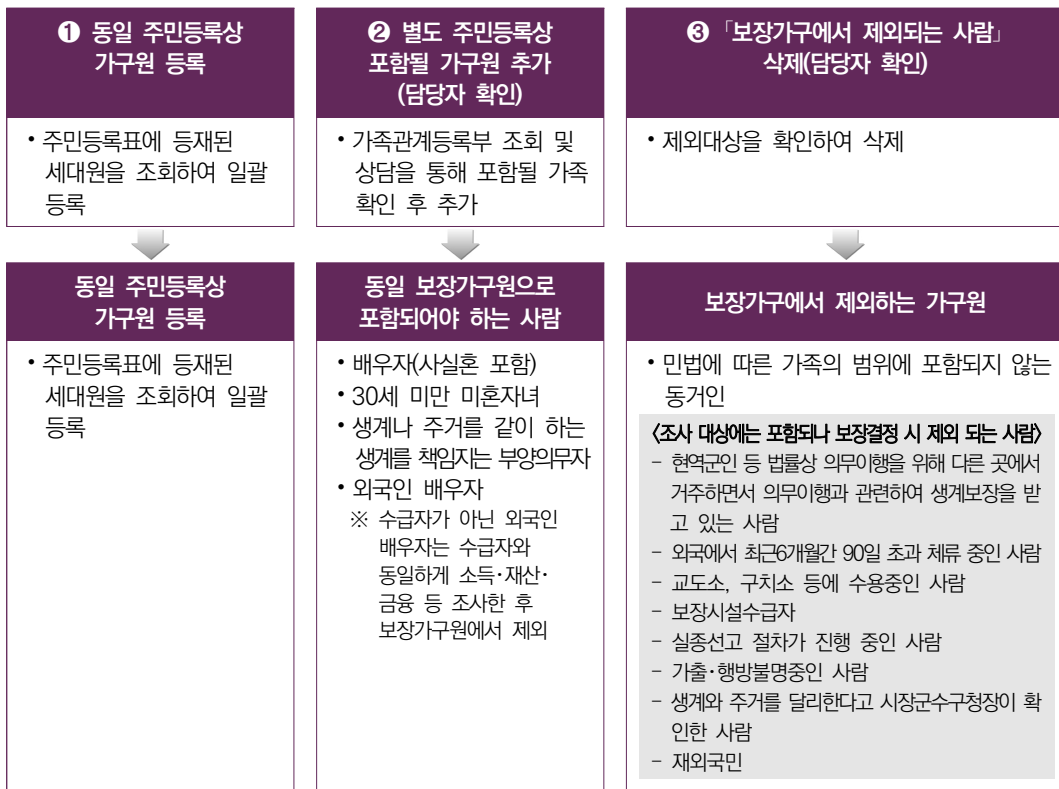 ❶ 동일 주민등록상
가구원 등록
• 주민등록표에 등재된
세대원을 조회하여 일괄
등록
❷ 별도 주민등록상
포함될 가구원 추가
(담당자 확인)
• 가족관계등록부 조회 및
상담을 통해 포함될 가족
확인 후 추가
❸ 「보장가구에서 제외되는 사람」
삭제(담당자 확인)
• 제외대상을 확인하여 삭제
동일 주민등록상
가구원 등록
• 주민등록표에 등재된
세대원을 조회하여 일괄
등록
동일 보장가구원으로
포함되어야 하는 사람
• 배우자(사실혼 포함)
• 30세 미만 미혼자녀
• 생계나 주거를 같이 하는
생계를 책임지는 부양의무자
• 외국인 배우자
※ 수급자가 아닌 외국인
배우자는 수급자와
동일하게 소득·재산·
금융 등 조사한 후
보장가구원에서 제외
보장가구에서 제외하는 가구원
• 민법에 따른 가족의 범위에 포함되지 않는
동거인
〈조사 대상에는 포함되나 보장결정 시 제외 되는 사람〉
- 현역군인 등 법률상 의무이행을 위해 다른 곳에서
거주하면서 의무이행과 관련하여 생계보장을 받
고 있는 사람
- 외국에서 최근6개월간 90일 초과 체류 중인 사람
- 교도소, 구치소 등에 수용중인 사람
- 보장시설수급자
- 실종선고 절차가 진행 중인 사람
- 가출·행방불명중인 사람
- 생계와 주거를 달리한다고 시장군수구청장이 확
인한 사람
- 재외국민